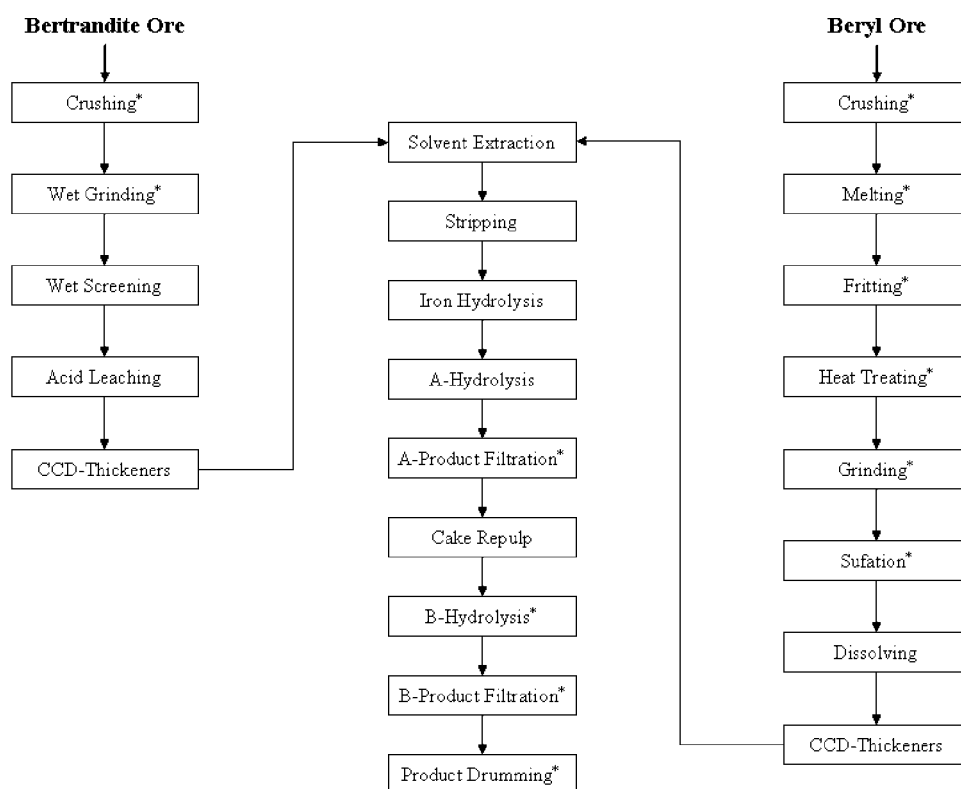 Bertrandite Ore
Crushing*
Wet Grinding*
Wet Screening
Acid Leaching
CCD-Thickeners
Solvent Extraction
Stripping
Iron Hydrolysis
A-Hydrolysis
A-Product Filtration*
Cake Repulp
B-Hydrolysis*
B-Product Filtration*
Product Drumming*
Beryl Ore
Crushing*
Melting*
Fritting*
Heat Treating*
Grinding*
Sufation*
Dissolving
CCD-Thickeners